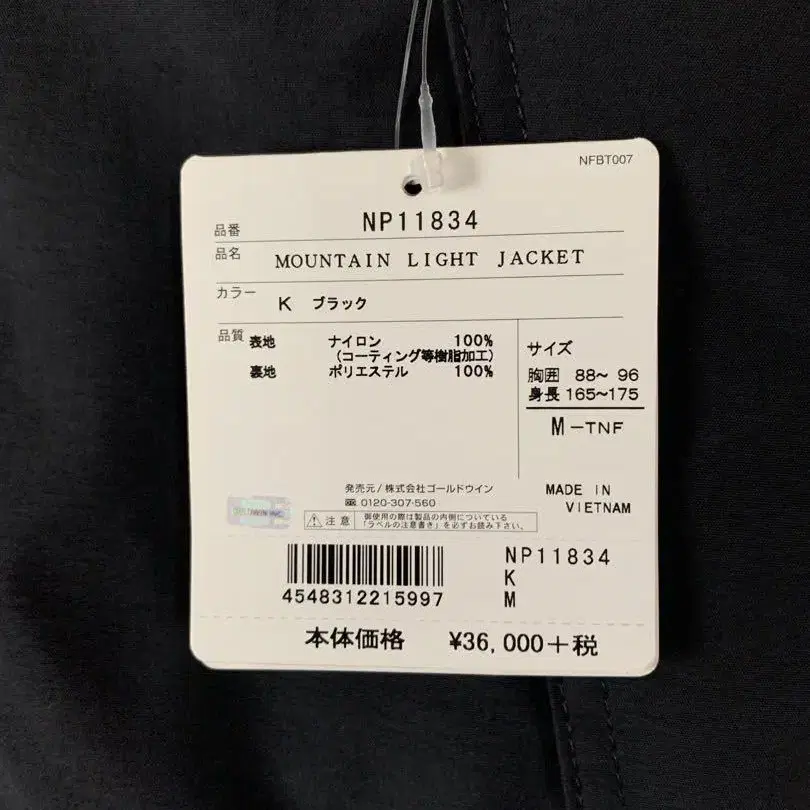 NFBT007
品番 NP11834
品名 MOUNTAIN LIGHT JACKET
カラー K ブラック
品質 表地 ナイロン 100%
(コーティング等樹脂加工)
裏地 ポリエステル 100%
サイズ
胸囲 88~ 96
身長 165~175
M-TNF
発売元/株式会社ゴールドウイン
0120-307-560
MADE IN
VIETNAM
GOLDWIN INC.
注意 御使用の際は製品の内側についている
「ラベルの注意書き」を必ずお読み下さい。
4548312215997
NP11834
K
M
本体価格 ¥36,000+税